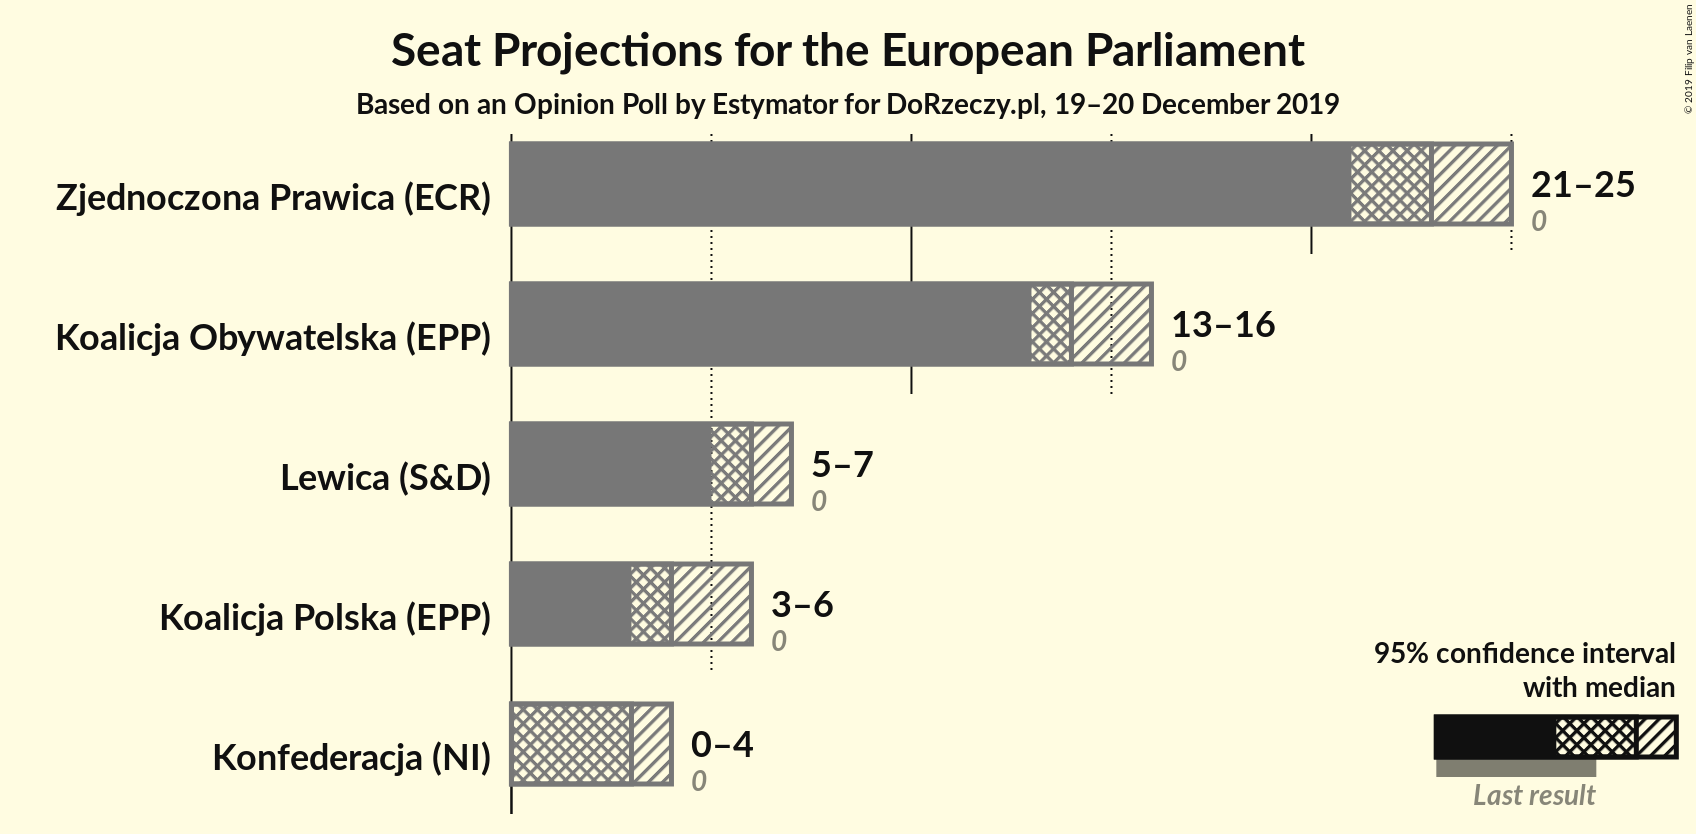 Seat Projections for the European Parliament
Based on an Opinion Poll by Estymator for DoRzeczy.pl, 19–20 December 2019
© 2019 Filip van Laenen
Zjednoczona Prawica (ECR)
21–25
0
Koalicja Obywatelska (EPP)
13–16
0
Lewica (S&D)
5–7
0
Koalicja Polska (EPP)
3–6
0
Konfederacja (NI)
0–4
0
95% confidence interval
with median
Last result